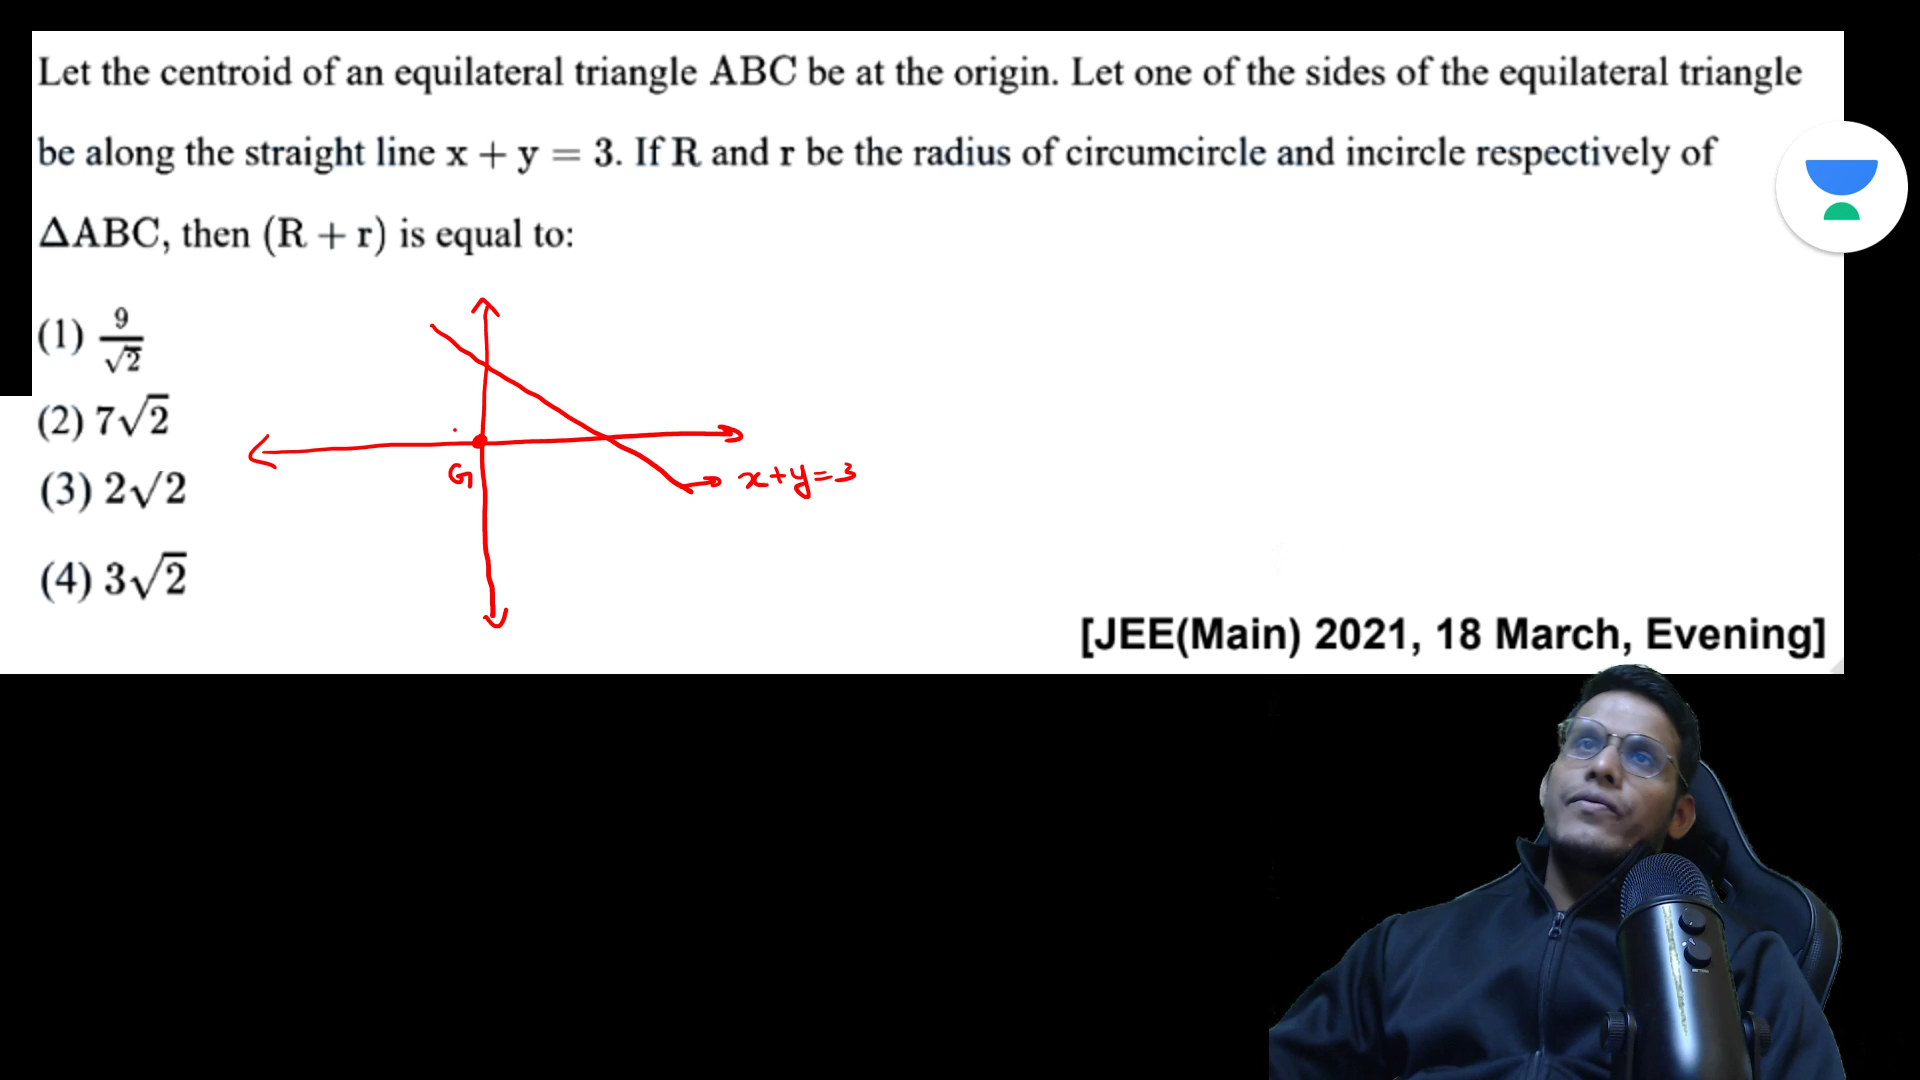 Let the centroid of an equilateral triangle ABC be at the origin. Let one of the sides of the equilateral triangle
be along the straight line x + y = 3. If R and r be the radius of circumcircle and incircle respectively of
ΔABC, then (R + r) is equal to:
(1) 9/√2
(2) 7√2
(3) 2√2
(4) 3√2
G
x+y=3
[JEE(Main) 2021, 18 March, Evening]